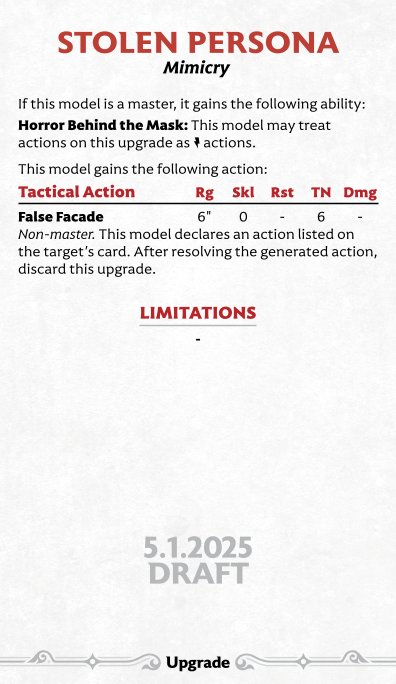 STOLEN PERSONA
Mimicry
If this model is a master, it gains the following ability:
Horror Behind the Mask: This model may treat
actions on this upgrade as actions.
This model gains the following action:
Tactical Action Rg Skl Rst TN Dmg
False Facade 6" 0 - 6 -
Non-master. This model declares an action listed on
the target's card. After resolving the generated action,
discard this upgrade.
LIMITATIONS
-
5.1.2025
DRAFT
Upgrade